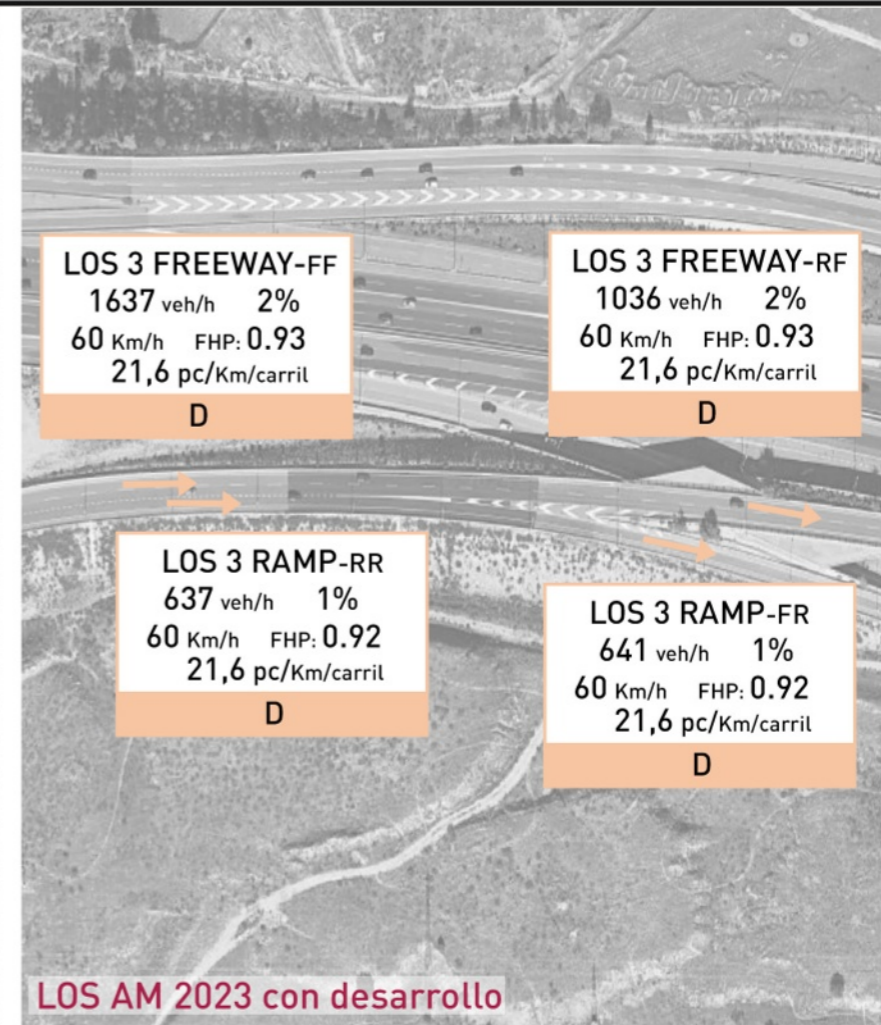 LOS 3 FREEWAY-FF
1637 veh/h 2%
60 Km/h FHP: 0.93
21,6 pc/Km/carril
D
LOS 3 FREEWAY-RF
1036 veh/h 2%
60 Km/h FHP: 0.93
21,6 pc/Km/carril
D
LOS 3 RAMP-RR
637 veh/h 1%
60 Km/h FHP: 0.92
21,6 pc/Km/carril
D
LOS 3 RAMP-FR
641 veh/h 1%
60 Km/h FHP: 0.92
21,6 pc/Km/carril
D
LOS AM 2023 con desarrollo